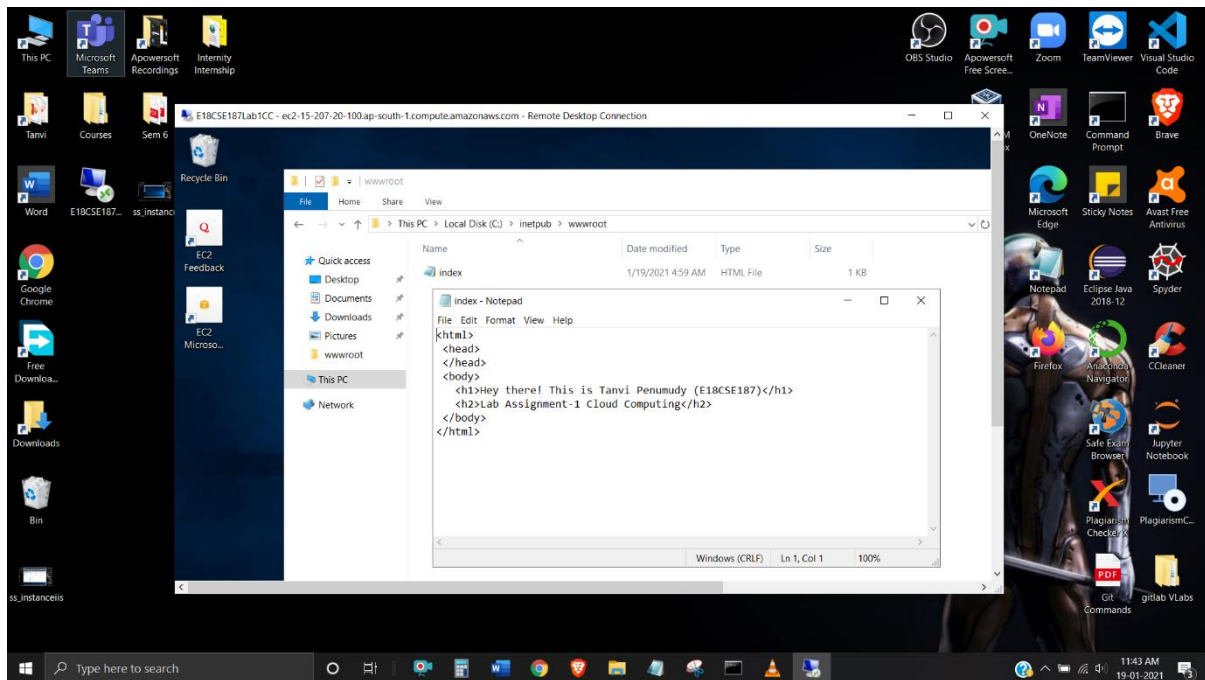 This PC
Microsoft
Teams
Apowersoft
Recordings
Internity
Internship
OBS Studio
Apowersoft
Free Scree...
Zoom
TeamViewer
Visual Studio
Code
Tanvi
Courses
Sem 6
OneNote
Command
Prompt
Brave
Word
E18CSE187...
ss_instanc
Microsoft
Edge
Sticky Notes
Avast Free
Antivirus
Google
Chrome
Notepad
Eclipse Java
2018-12
Spyder
Free
Downloa...
Firefox
Anaconda
Navigator
CCleaner
Downloads
Safe Exam
Browser
Jupyter
Notebook
Bin
Plagiarism
Checker X
PlagiarismC...
ss_instanceiis
PDF
Git
Commands
gitlab VLabs
E18CSE187Lab1CC - ec2-15-207-20-100.ap-south-1.compute.amazonaws.com - Remote Desktop Connection
Recycle Bin
EC2
Feedback
EC2
Microso...
wwwroot
File Home Share View
This PC > Local Disk (C:) > inetpub > wwwroot
Name Date modified Type Size
Quick access
Desktop
Documents
Downloads
Pictures
wwwroot
This PC
Network
index 1/19/2021 4:59 AM HTML File 1 KB
index - Notepad
File Edit Format View Help
<html>
<head>
</head>
<body>
<h1>Hey there! This is Tanvi Penumudy (E18CSE187)</h1>
<h2>Lab Assignment-1 Cloud Computing</h2>
</body>
</html>
Windows (CRLF) Ln 1, Col 1 100%
Type here to search
11:43 AM
19-01-2021
3